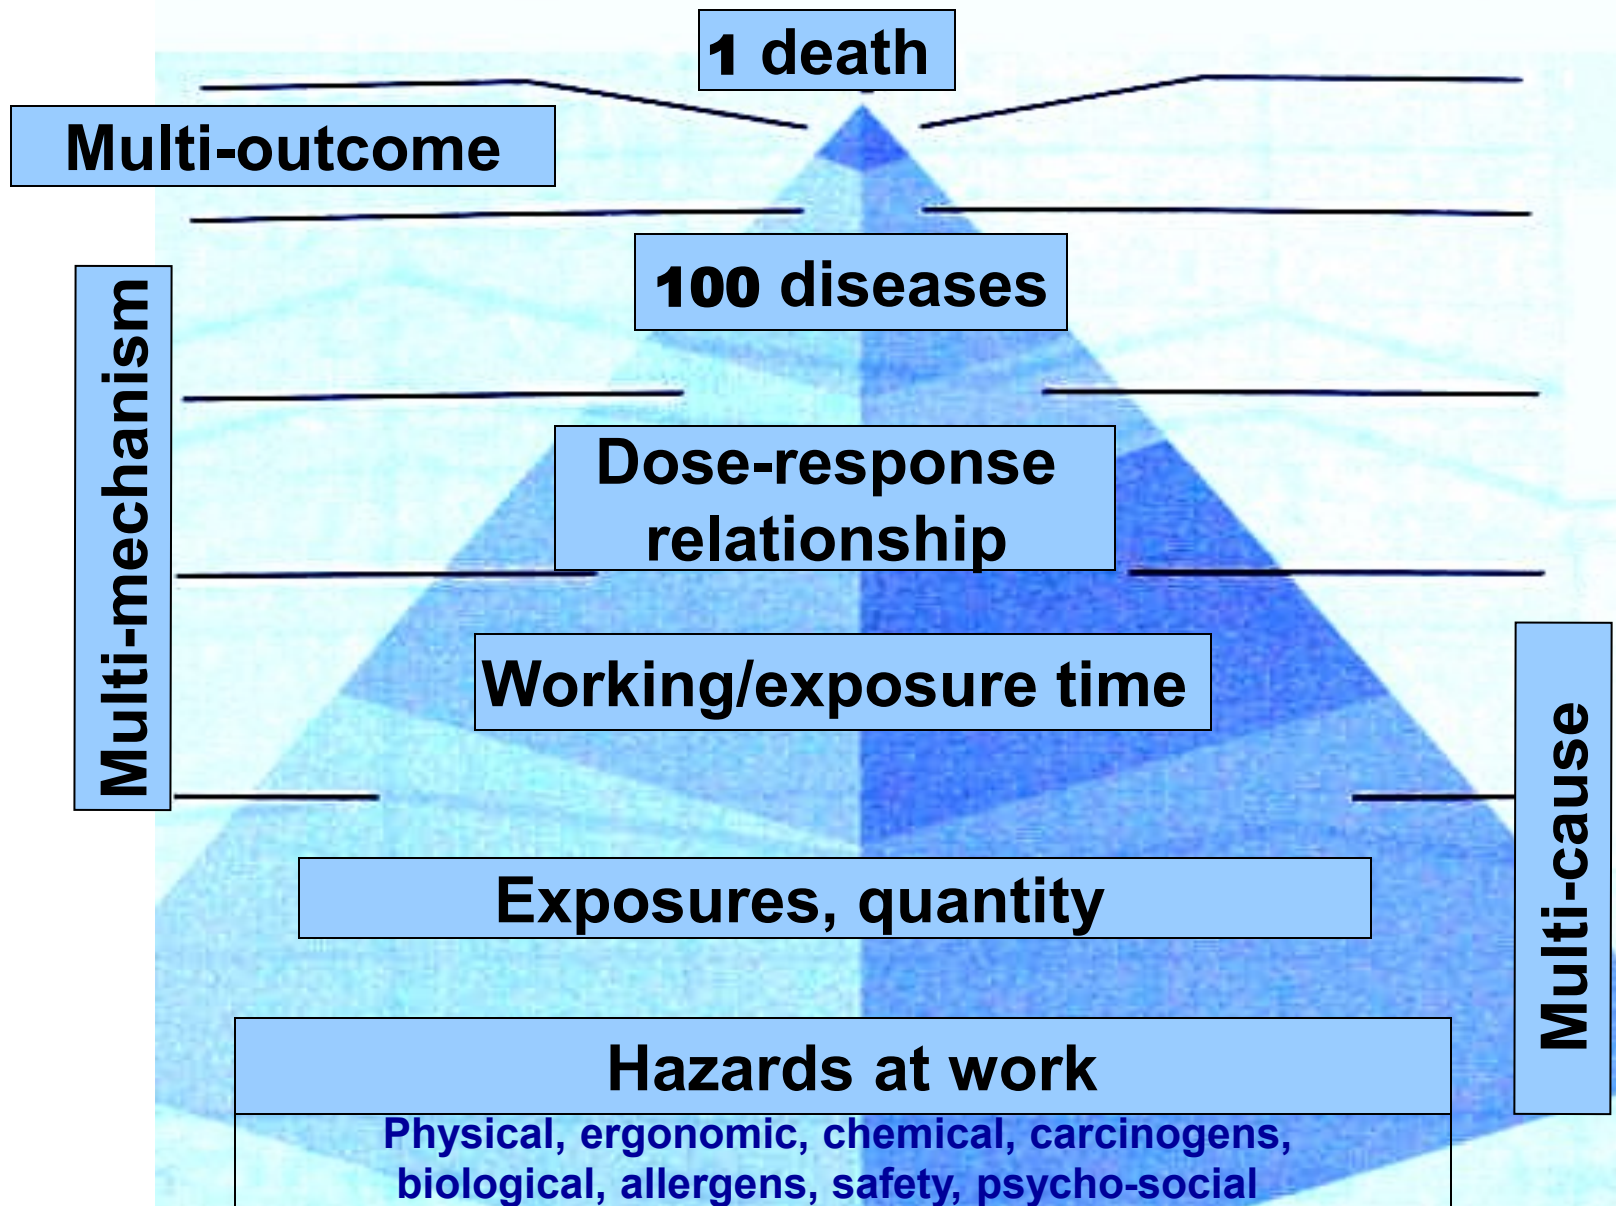 1 death
Multi-outcome
100 diseases
Multi-mechanism
Dose-response
relationship
Working/exposure time
Multi-cause
Exposures, quantity
Hazards at work
Physical, ergonomic, chemical, carcinogens,
biological, allergens, safety, psycho-social